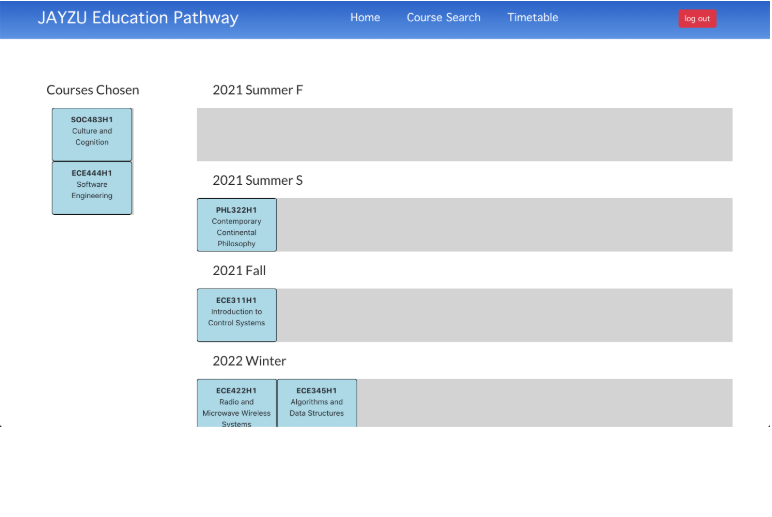 JAYZU Education Pathway
Home
Course Search
Timetable
log out
Courses Chosen
SOC483H1
Culture and
Cognition
ECE444H1
Software
Engineering
2021 Summer F
2021 Summer S
PHL322H1
Contemporary
Continental
Philosophy
2021 Fall
ECE311H1
Introduction to
Control Systems
2022 Winter
ECE422H1
Radio and
Microwave Wireless
Systems
ECE345H1
Algorithms and
Data Structures